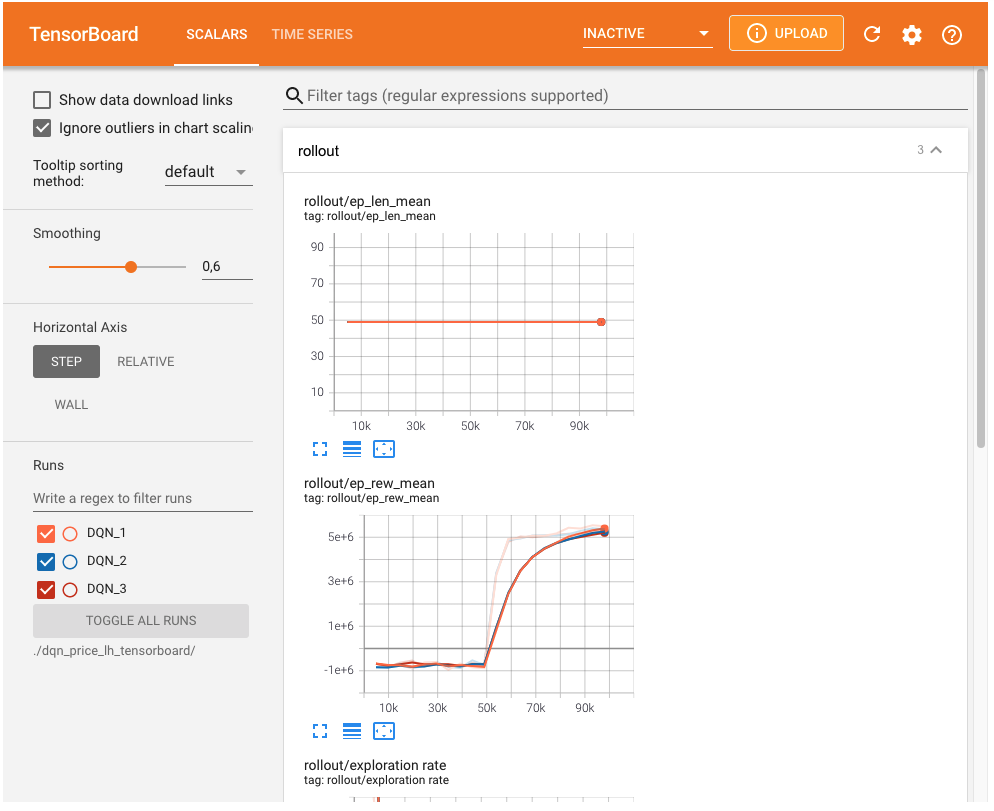 TensorBoard SCALARS TIME SERIES INACTIVE UPLOAD
Show data download links
Ignore outliers in chart scalin
Tooltip sorting
method:
default
Smoothing
0,6
Horizontal Axis
STEP RELATIVE
WALL
Runs
Write a regex to filter runs
DQN_1
DQN_2
DQN_3
TOGGLE ALL RUNS
./dqn_price_lh_tensorboard/
Filter tags (regular expressions supported)
rollout 3
rollout/ep_len_mean
tag: rollout/ep_len_mean
90
70
50
30
10
10k 30k 50k 70k 90k
rollout/ep_rew_mean
tag: rollout/ep_rew_mean
5e+6
3e+6
1e+6
-1e+6
10k 30k 50k 70k 90k
rollout/exploration rate
tag: rollout/exploration rate